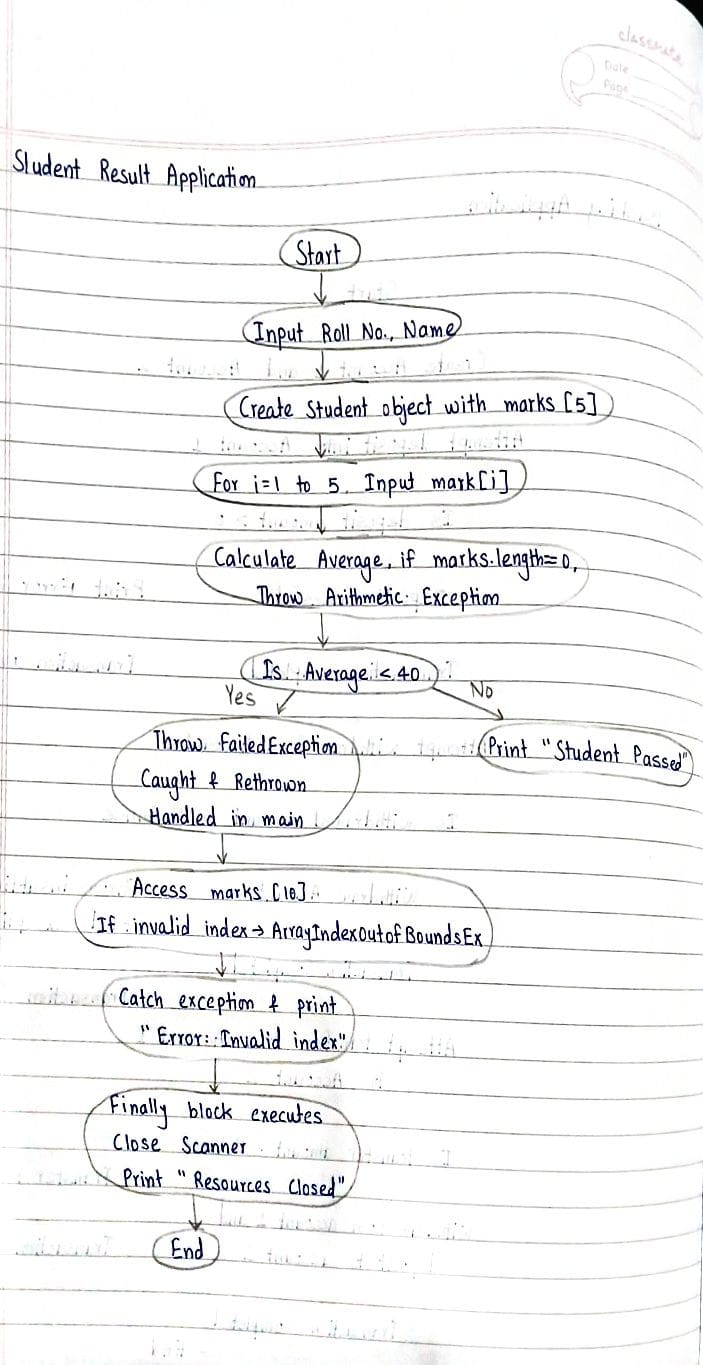 classmate
Date
Page
Student Result Application
Start
Input Roll No., Name
Create Student object with marks [5]
For i=1 to 5, Input mark[i]
Calculate Average, if marks.length==0,
Throw Arithmetic Exception
Is Average <40
Yes
No
Throw FailedException
Caught & Rethrown
Handled in main
Print "Student Passed"
Access marks [10].
If invalid index → ArrayIndexOutofBoundsEx
Catch exception & print
"Error: Invalid index"
Finally block executes
Close Scanner
Print "Resources Closed"
End